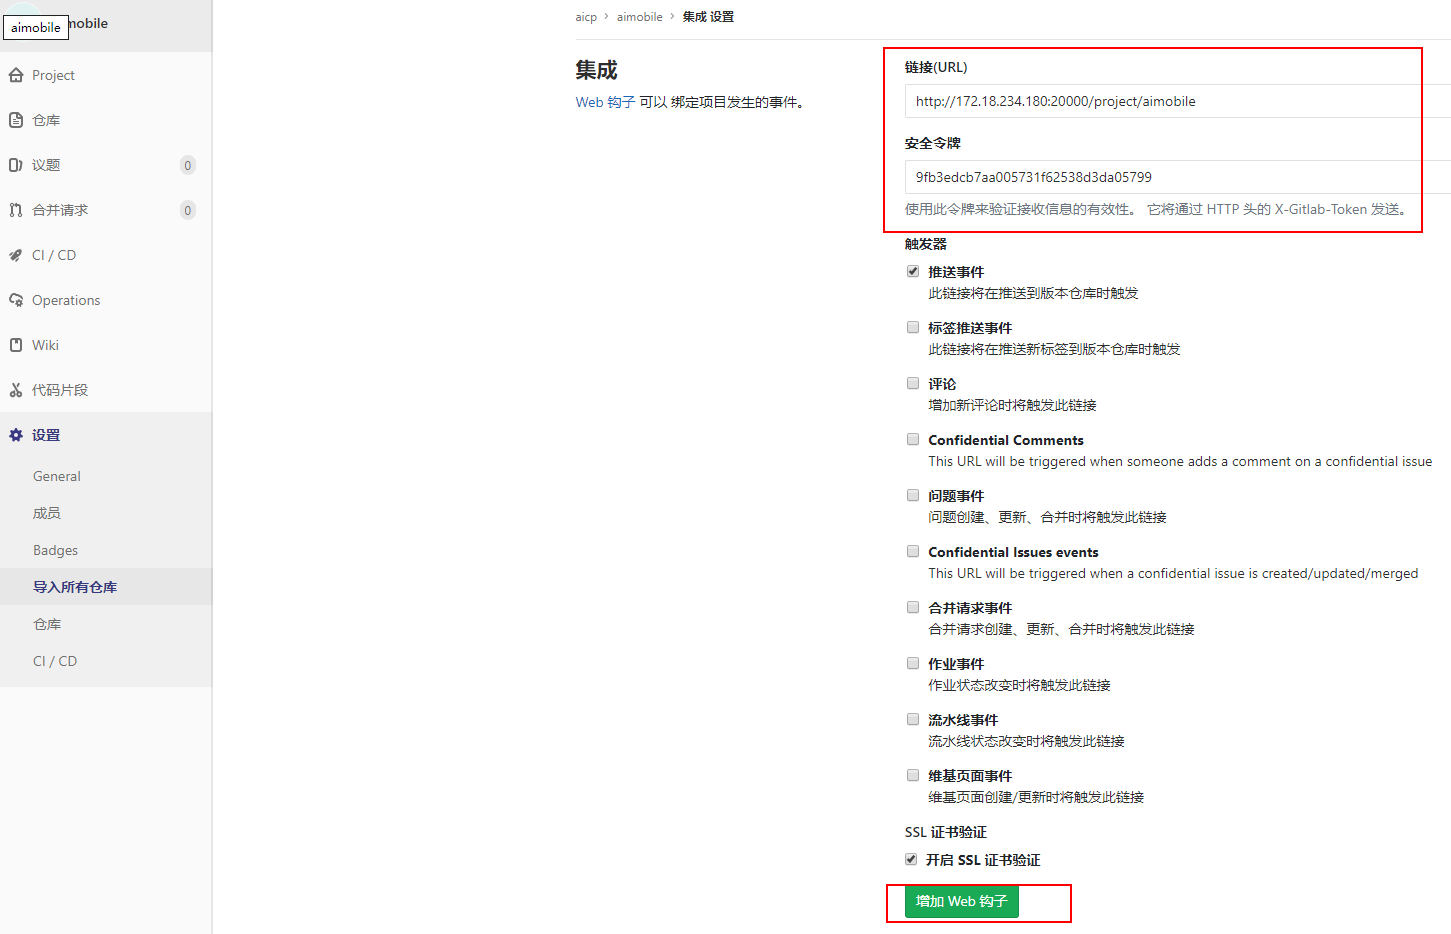 aimobile
mobile
Project
仓库
议题
0
合并请求
0
CI / CD
Operations
Wiki
代码片段
设置
General
成员
Badges
导入所有仓库
仓库
CI / CD
aicp › aimobile › 集成 设置
集成
Web 钩子 可以 绑定项目发生的事件。
链接(URL)
http://172.18.234.180:20000/project/aimobile
安全令牌
9fb3edcb7aa005731f62538d3da05799
使用此令牌来验证接收信息的有效性。 它将通过 HTTP 头的 X-Gitlab-Token 发送。
触发器
推送事件
此链接将在推送到版本仓库时触发
标签推送事件
此链接将在推送新标签到版本仓库时触发
评论
增加新评论时将触发此链接
Confidential Comments
This URL will be triggered when someone adds a comment on a confidential issue
问题事件
问题创建、更新、合并时将触发此链接
Confidential Issues events
This URL will be triggered when a confidential issue is created/updated/merged
合并请求事件
合并请求创建、更新、合并时将触发此链接
作业事件
作业状态改变时将触发此链接
流水线事件
流水线状态改变时将触发此链接
维基页面事件
维基页面创建/更新时将触发此链接
SSL 证书验证
开启 SSL 证书验证
增加 Web 钩子